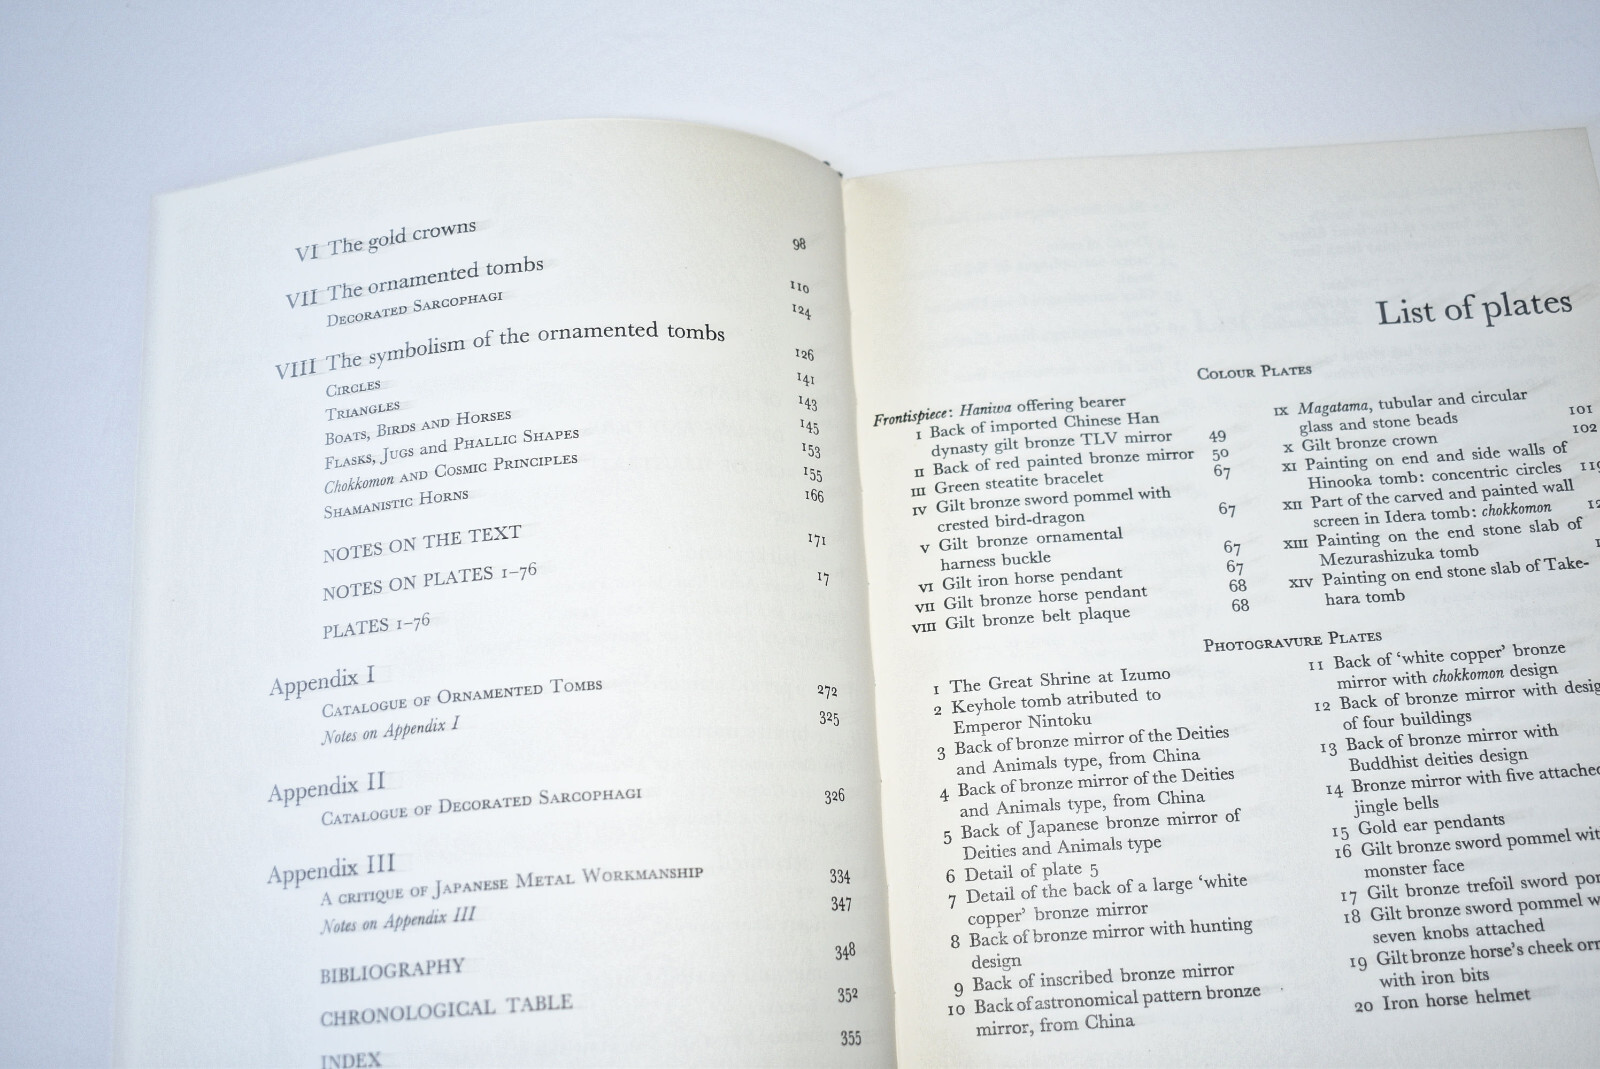 VI The gold crowns 98
VII The ornamented tombs 110
Decorated Sarcophagi 124
VIII The symbolism of the ornamented tombs 126
Circles 141
Triangles 143
Boats, Birds and Horses 145
Flasks, Jugs and Phallic Shapes 153
Chokkomon and Cosmic Principles 155
Shamanistic Horns 166
NOTES ON THE TEXT 171
NOTES ON PLATES 1–76 17
PLATES 1–76
Appendix I
Catalogue of Ornamented Tombs 272
Notes on Appendix I 325
Appendix II
Catalogue of Decorated Sarcophagi 326
Appendix III
A critique of Japanese Metal Workmanship 334
Notes on Appendix III 347
BIBLIOGRAPHY 348
CHRONOLOGICAL TABLE 352
INDEX 355
List of plates
Colour Plates
Frontispiece: Haniwa offering bearer
I Back of imported Chinese Han
dynasty gilt bronze TLV mirror 49
II Back of red painted bronze mirror 50
III Green steatite bracelet 67
IV Gilt bronze sword pommel with
crested bird-dragon 67
V Gilt bronze ornamental
harness buckle 67
VI Gilt iron horse pendant 67
VII Gilt bronze horse pendant 68
VIII Gilt bronze belt plaque 68
IX Magatama, tubular and circular
glass and stone beads 101
X Gilt bronze crown 102
XI Painting on end and side walls of
Hinooka tomb: concentric circles
XII Part of the carved and painted wall
screen in Idera tomb: chokkomon
XIII Painting on the end stone slab of
Mezurashizuka tomb
XIV Painting on end stone slab of Take-
hara tomb
Photogravure Plates
1 The Great Shrine at Izumo
2 Keyhole tomb atributed to
Emperor Nintoku
3 Back of bronze mirror of the Deities
and Animals type, from China
4 Back of bronze mirror of the Deities
and Animals type, from China
5 Back of Japanese bronze mirror of
Deities and Animals type
6 Detail of plate 5
7 Detail of the back of a large ‘white
copper’ bronze mirror
8 Back of bronze mirror with hunting
design
9 Back of inscribed bronze mirror
10 Back of astronomical pattern bronze
mirror, from China
11 Back of ‘white copper’ bronze
mirror with chokkomon design
12 Back of bronze mirror with desig
of four buildings
13 Back of bronze mirror with
Buddhist deities design
14 Bronze mirror with five attached
jingle bells
15 Gold ear pendants
16 Gilt bronze sword pommel wit
monster face
17 Gilt bronze trefoil sword po
18 Gilt bronze sword pommel w
seven knobs attached
19 Gilt bronze horse's cheek orn
with iron bits
20 Iron horse helmet